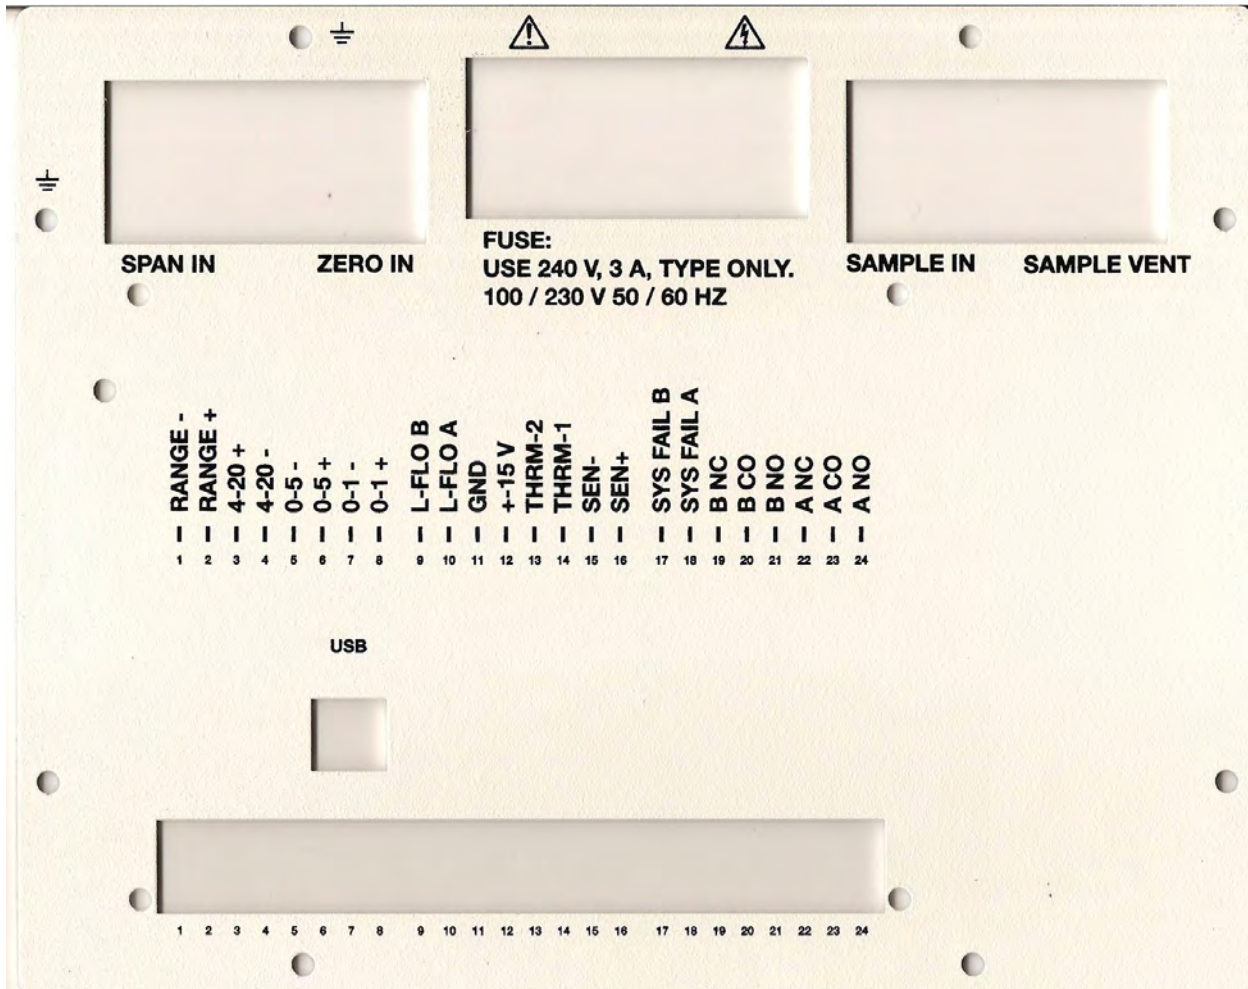 SPAN IN
ZERO IN
FUSE:
USE 240 V, 3 A, TYPE ONLY.
100 / 230 V 50 / 60 HZ
SAMPLE IN
SAMPLE VENT
1 – RANGE -
2 – RANGE +
3 – 4-20 +
4 – 4-20 -
5 – 0-5 -
6 – 0-5 +
7 – 0-1 -
8 – 0-1 +
9 – L-FLO B
10 – L-FLO A
11 – GND
12 – +-15 V
13 – THRM-2
14 – THRM-1
15 – SEN-
16 – SEN+
17 – SYS FAIL B
18 – SYS FAIL A
19 – B NC
20 – B CO
21 – B NO
22 – A NC
23 – A CO
24 – A NO
USB
1 2 3 4 5 6 7 8 9 10 11 12 13 14 15 16 17 18 19 20 21 22 23 24